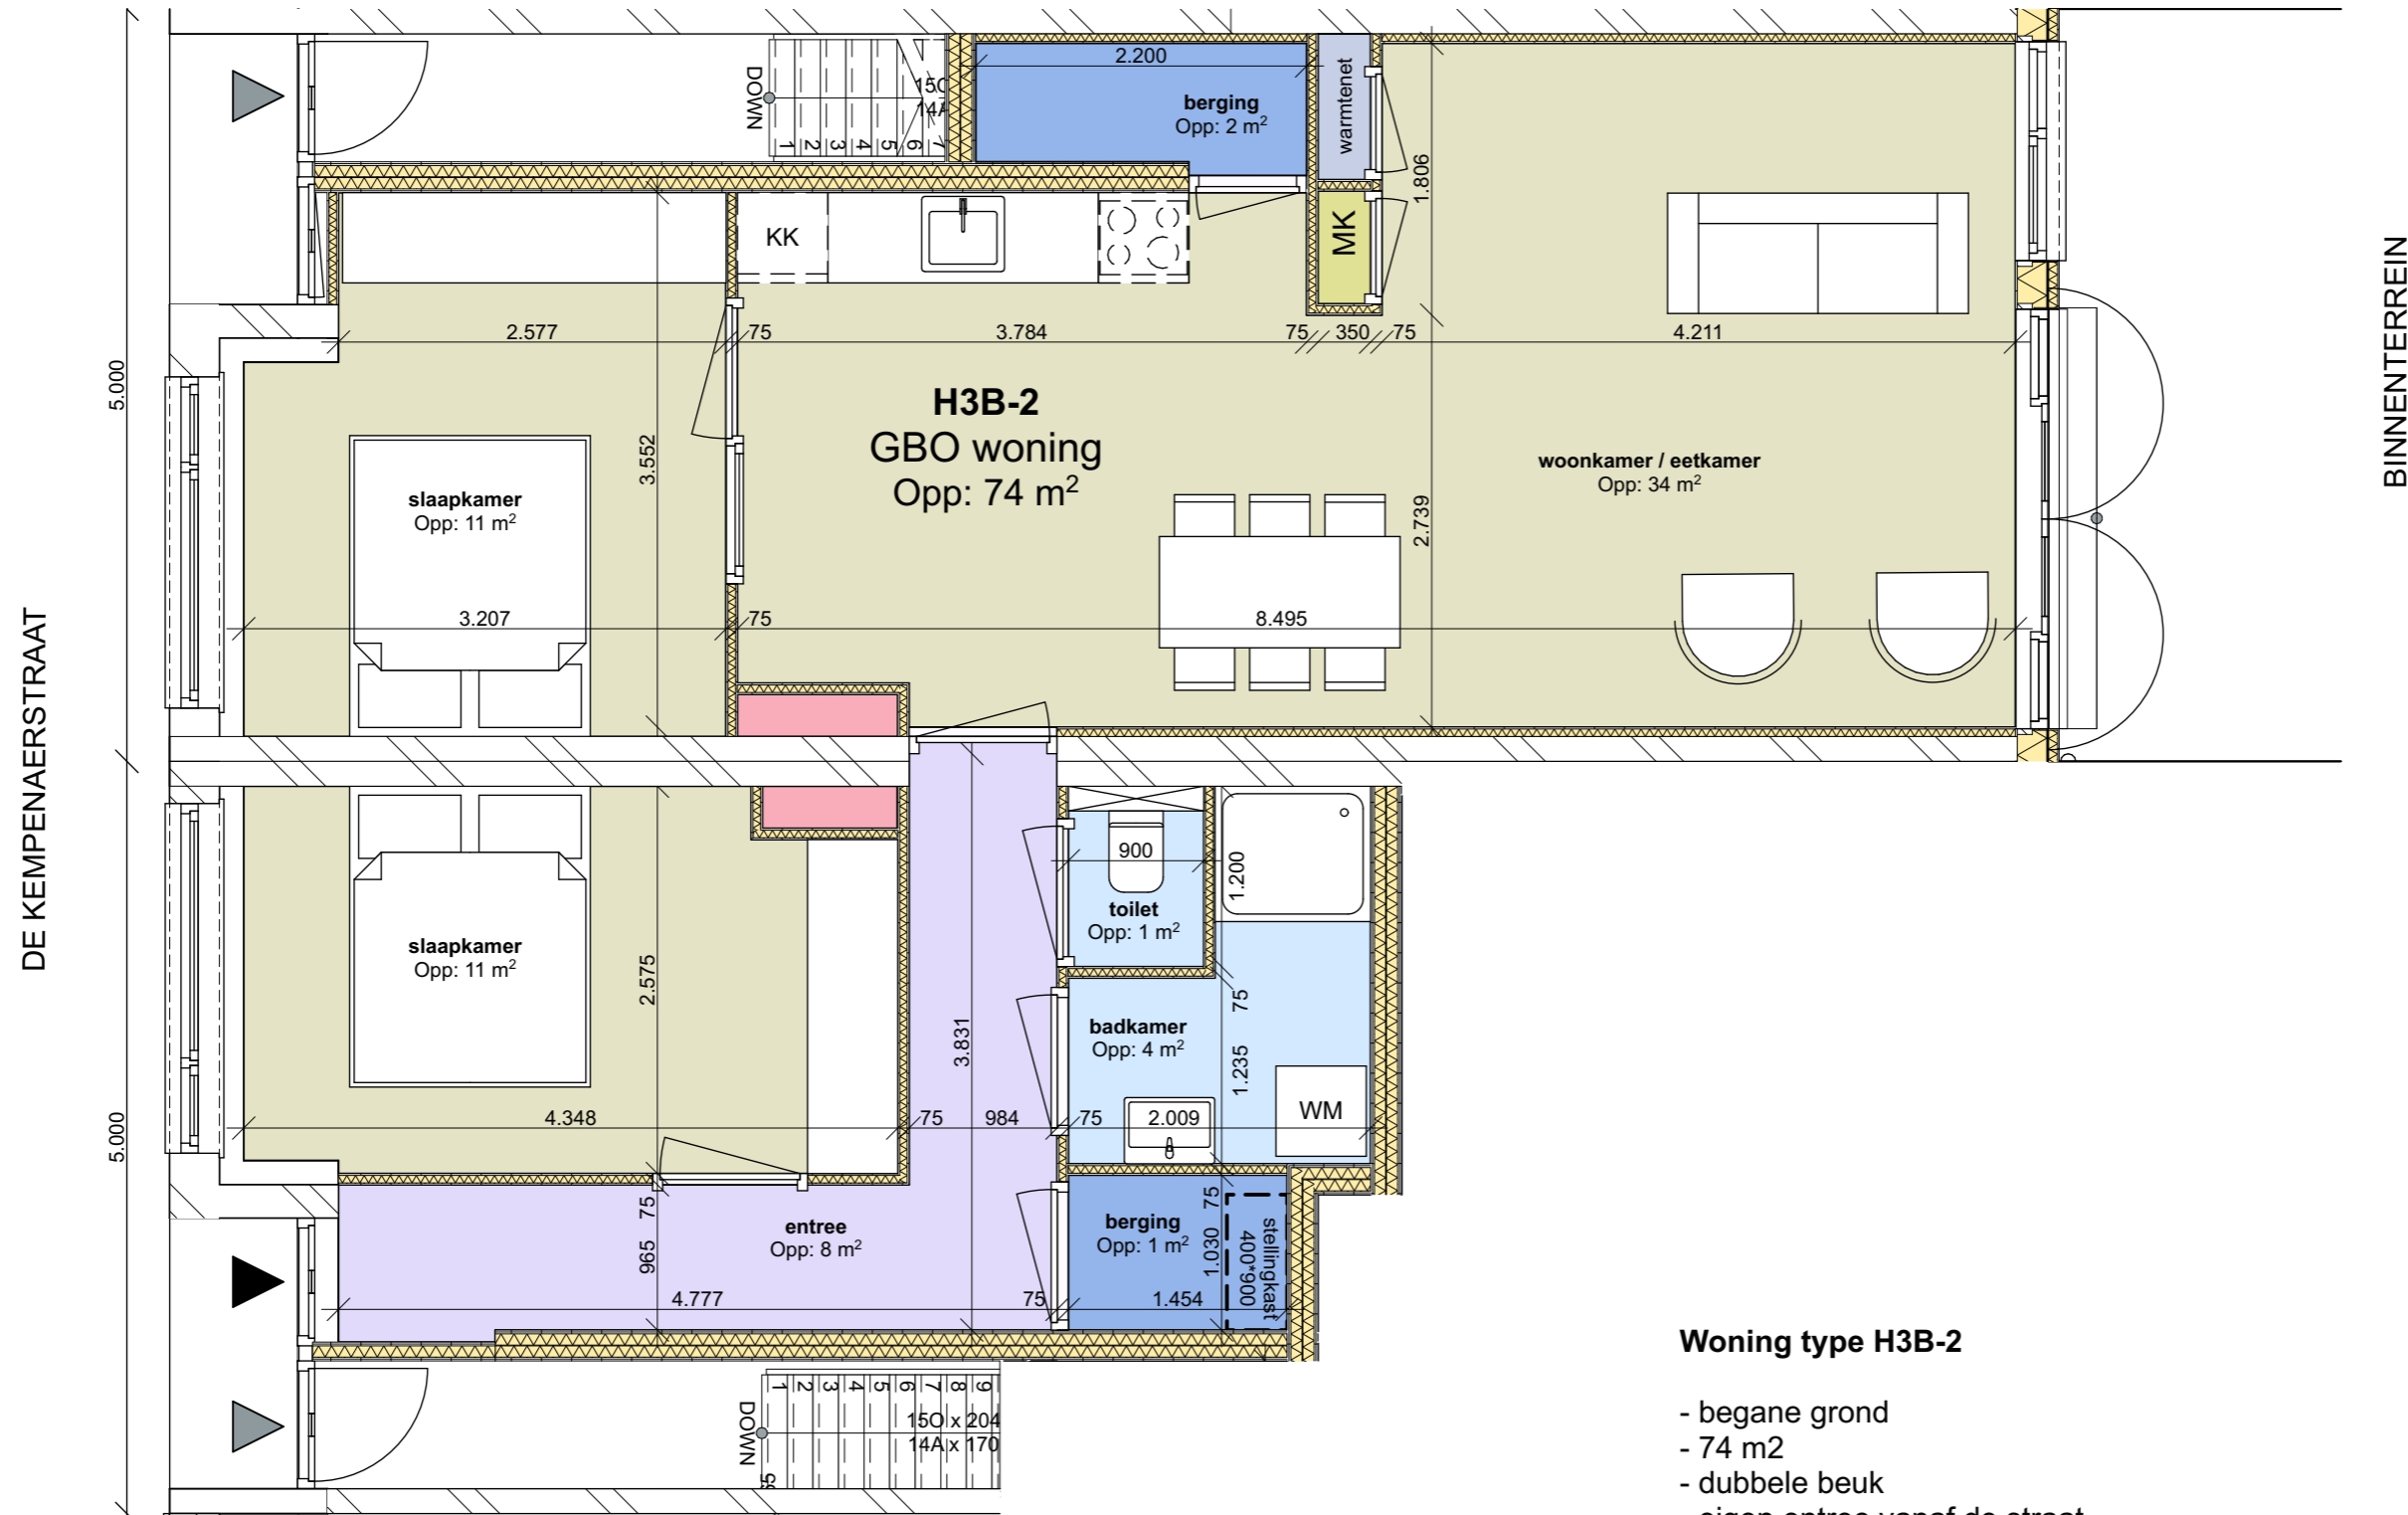 DE KEMPENAERSTRAAT
BINNENTERREIN
5.000
5.000
DOWN
1 2 3 4 5 6 7
2.200
berging
Opp: 2 m²
warmtenet
MK
1.806
KK
2.577
75
3.784
75
350
75
4.211
H3B-2
GBO woning
Opp: 74 m²
3.552
slaapkamer
Opp: 11 m²
woonkamer / eetkamer
Opp: 34 m²
2.739
3.207
75
8.495
slaapkamer
Opp: 11 m²
2.575
900
1.200
toilet
Opp: 1 m²
75
3.831
badkamer
Opp: 4 m²
1.235
WM
4.348
75
984
75
2.009
75
965
entree
Opp: 8 m²
berging
Opp: 1 m²
75
1.030
stellingkast
400*900
4.777
75
1.454
DOWN
1 2 3 4 5 6 7 8 9
15O x 204
14A x 170
Woning type H3B-2
- begane grond
- 74 m2
- dubbele beuk
- eigen entree vanaf de straat